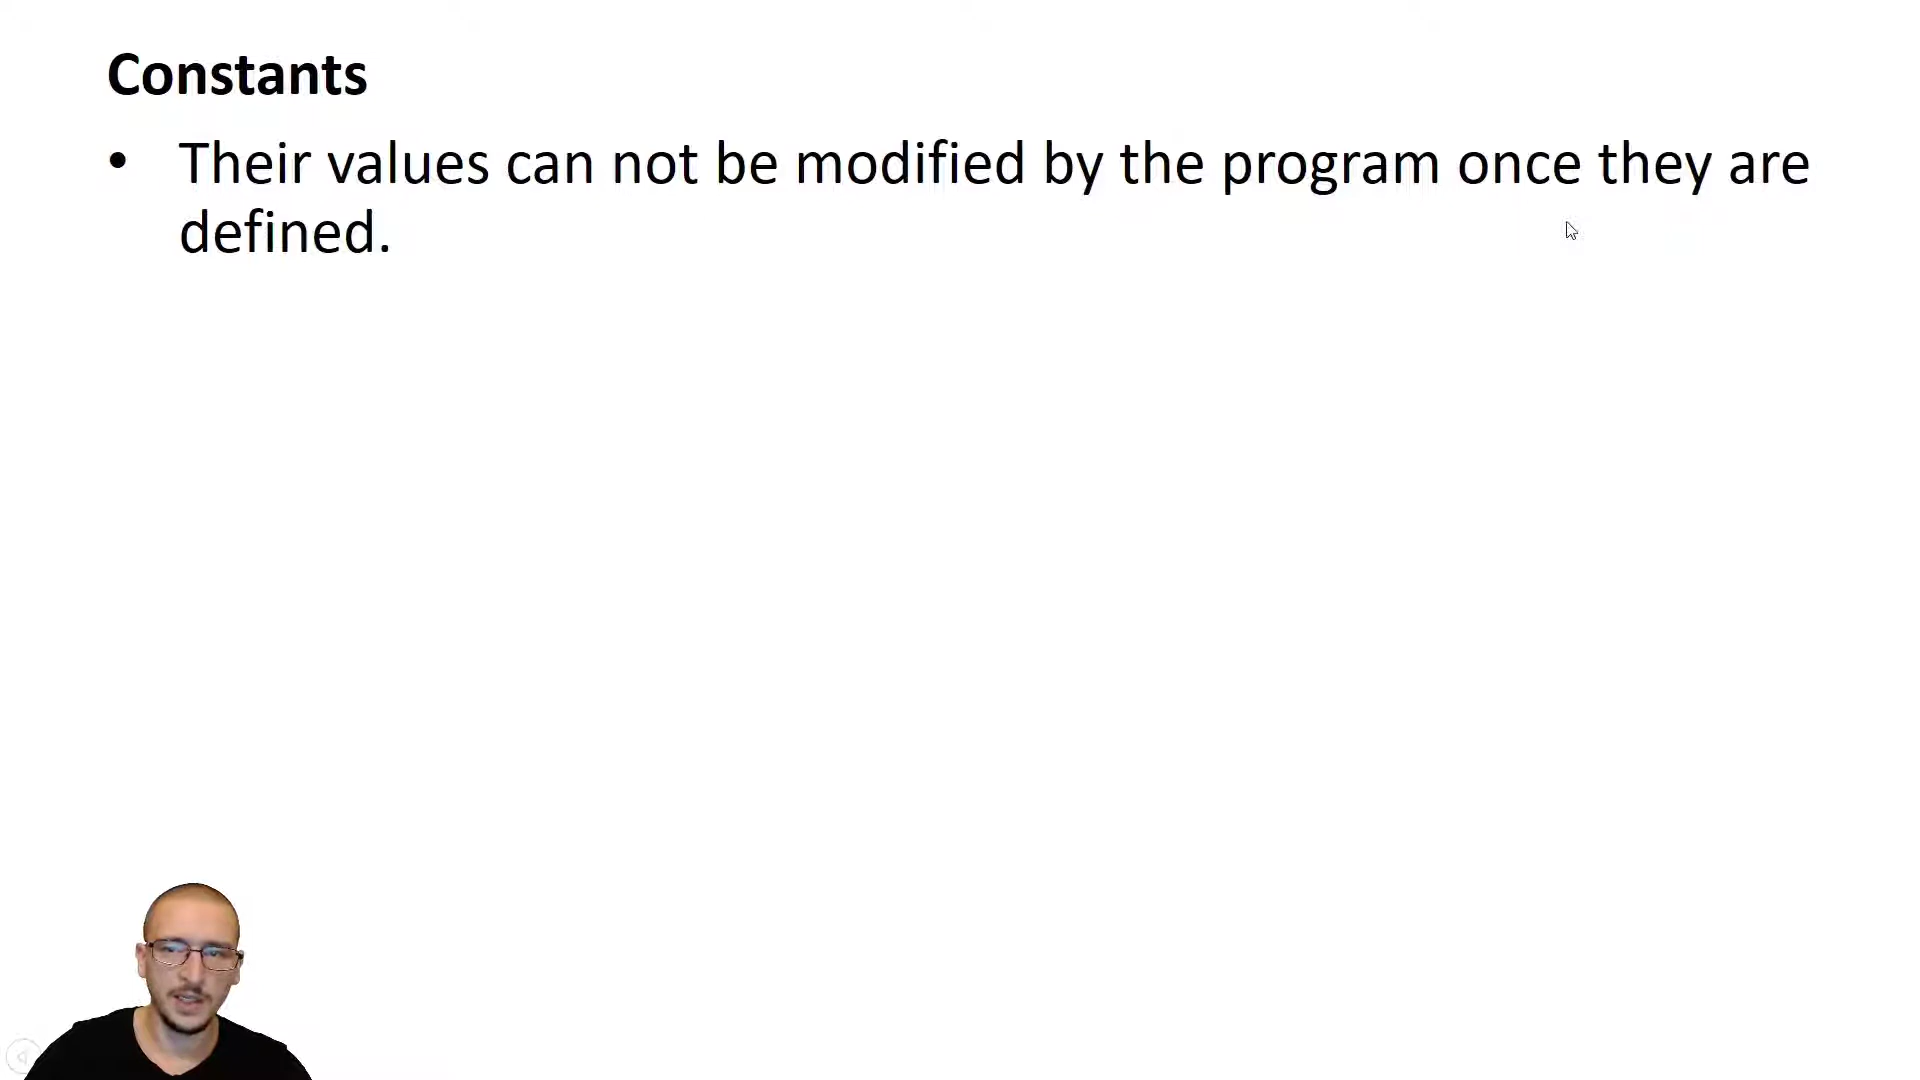 Constants
• Their values can not be modified by the program once they are
defined.